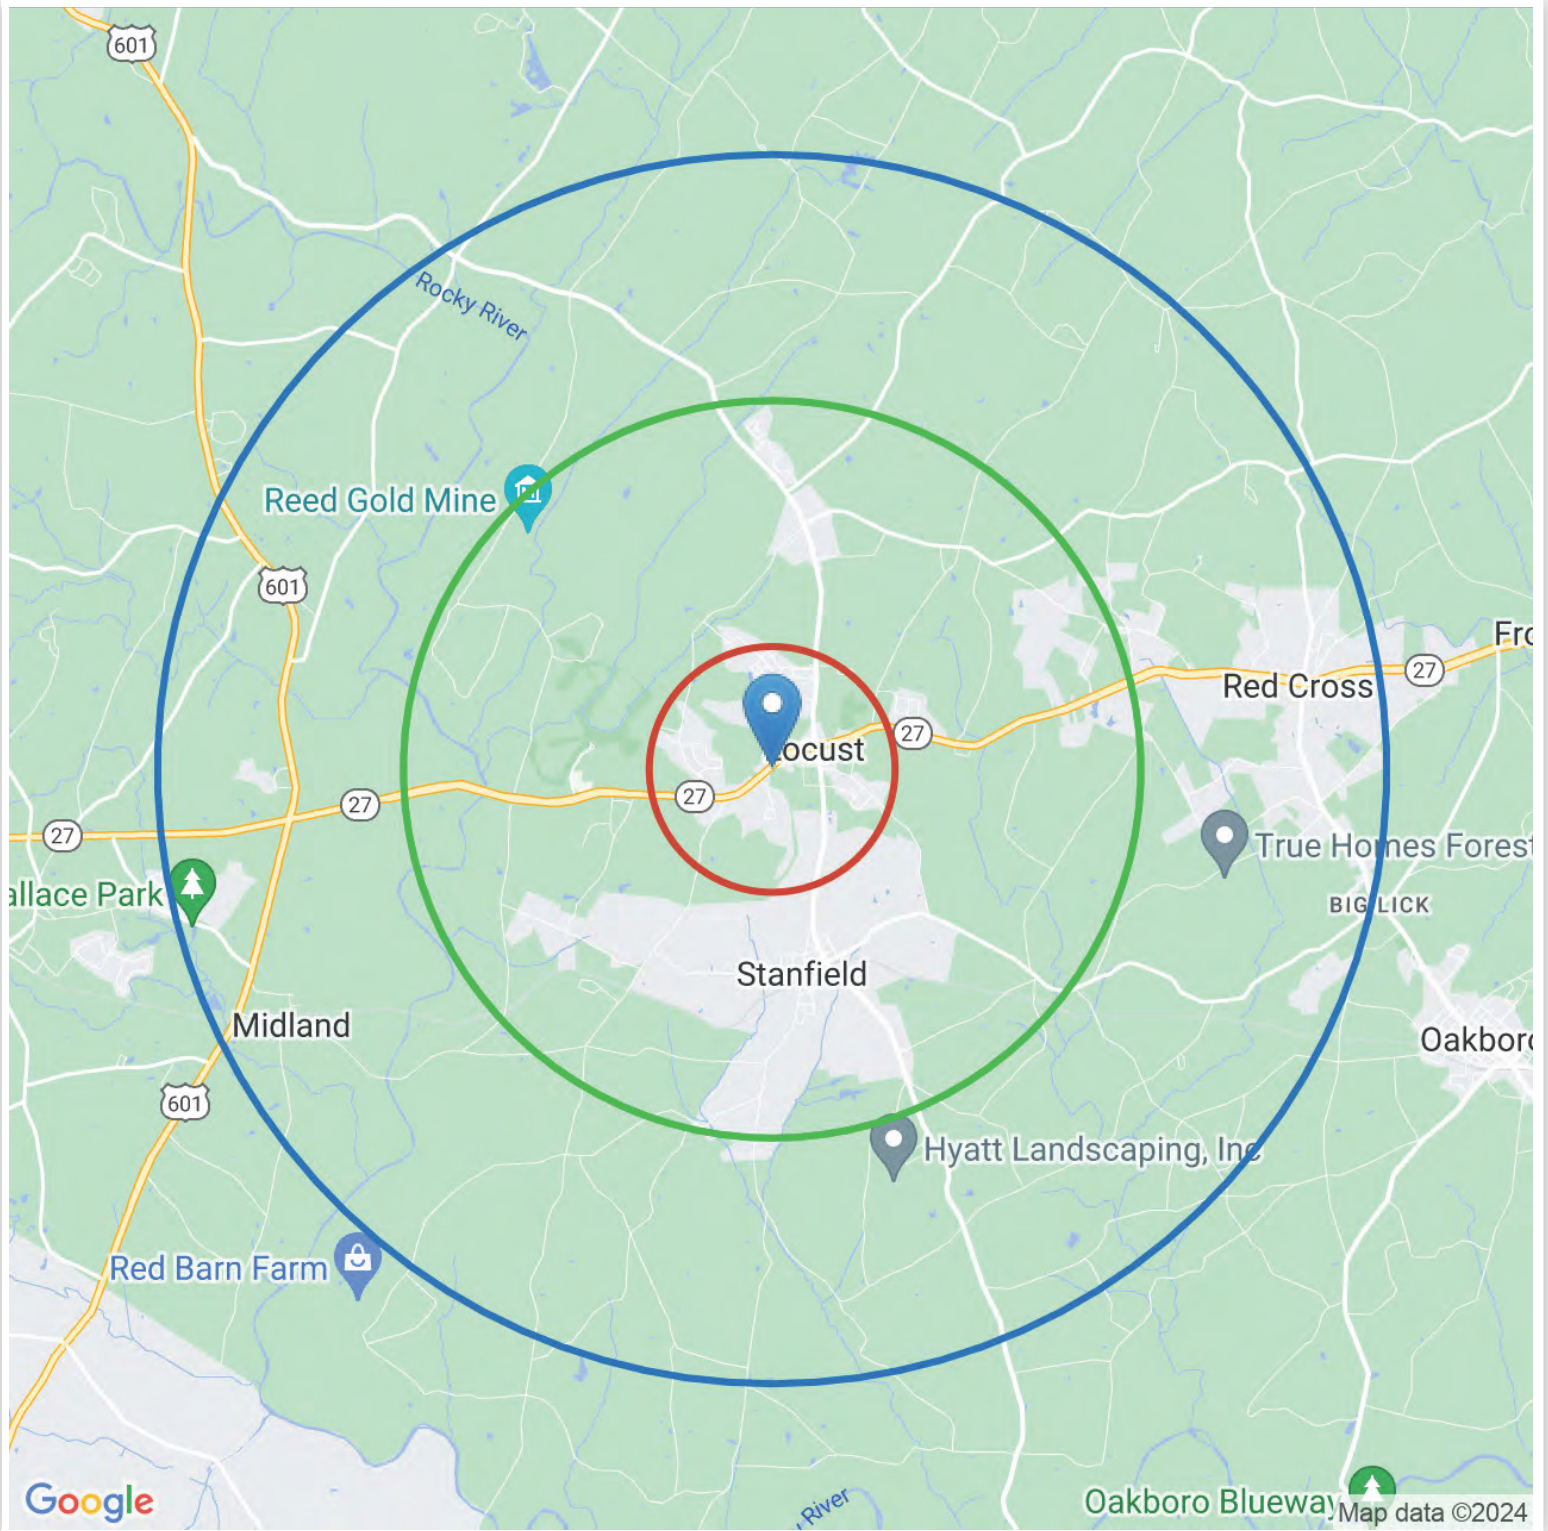 601
Rocky River
Reed Gold Mine
601
Fro
27
Red Cross
27
Locust
27
27
27
True Homes Forest
allace Park
BIG LICK
Stanfield
Midland
Oakboro
601
Hyatt Landscaping, Inc
Red Barn Farm
Google
y River
Oakboro Blueway
Map data ©2024